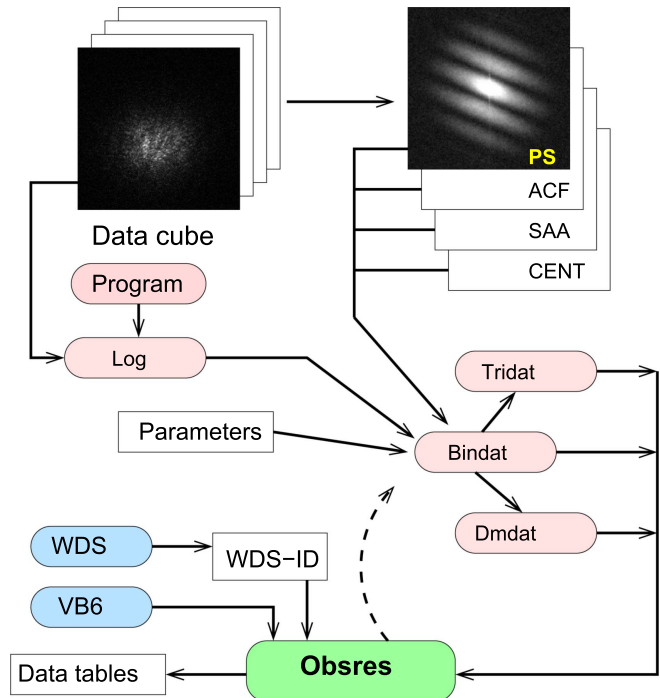 PS
ACF
SAA
CENT
Data cube
Program
Log
Tridat
Parameters
Bindat
Dmdat
WDS
WDS−ID
VB6
Obsres
Data tables